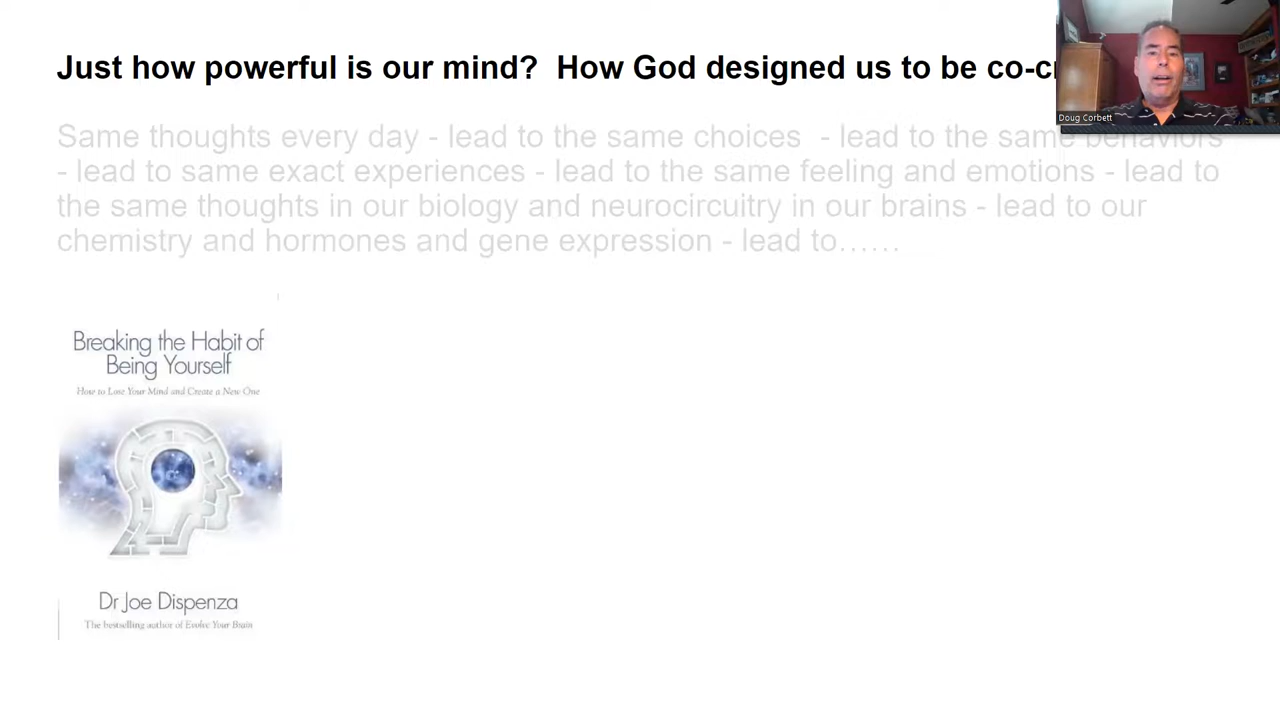 Just how powerful is our mind?  How God designed us to be
Doug Corbett
Same thoughts every day - lead to the same choices  - lead to the same behaviors
- lead to same exact experiences - lead to the same feeling and emotions - lead to
the same thoughts in our biology and neurocircuitry in our brains - lead to our
chemistry and hormones and gene expression - lead to……
Breaking the Habit of
Being Yourself
How to Lose Your Mind and Create a New One
Dr Joe Dispenza
The bestselling author of Evolve Your Brain